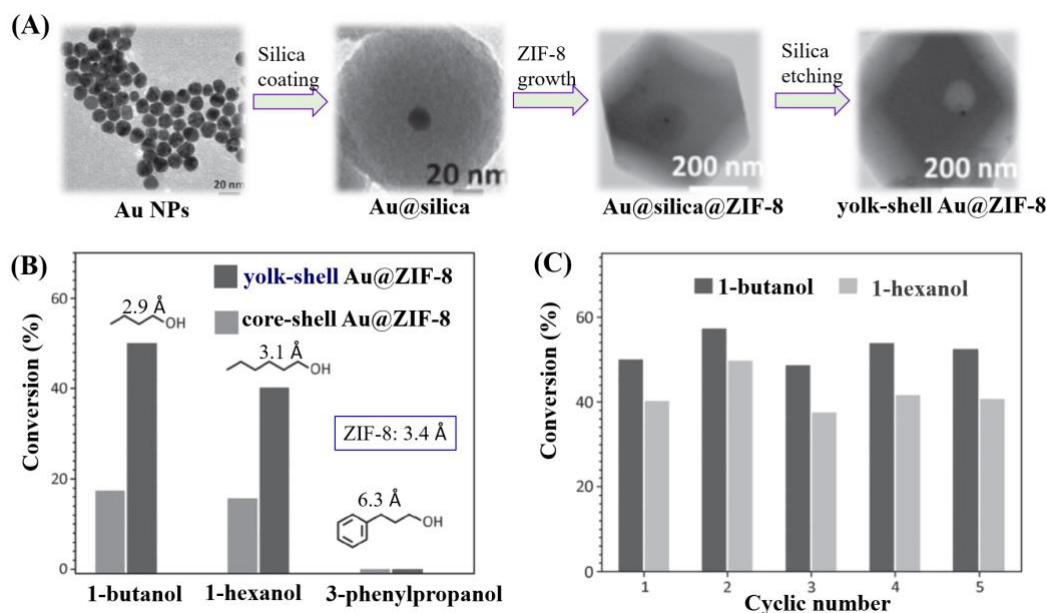 (A)
Silica
coating
ZIF-8
growth
Silica
etching
20 nm
20 nm
200 nm
200 nm
Au NPs
Au@silica
Au@silica@ZIF-8
yolk-shell Au@ZIF-8
(B)
Conversion (%)
60
40
20
0
yolk-shell Au@ZIF-8
core-shell Au@ZIF-8
2.9 Å
OH
3.1 Å
OH
ZIF-8: 3.4 Å
6.3 Å
OH
1-butanol
1-hexanol
3-phenylpropanol
(C)
Conversion (%)
60
40
20
0
1-butanol
1-hexanol
1
2
3
4
5
Cyclic number